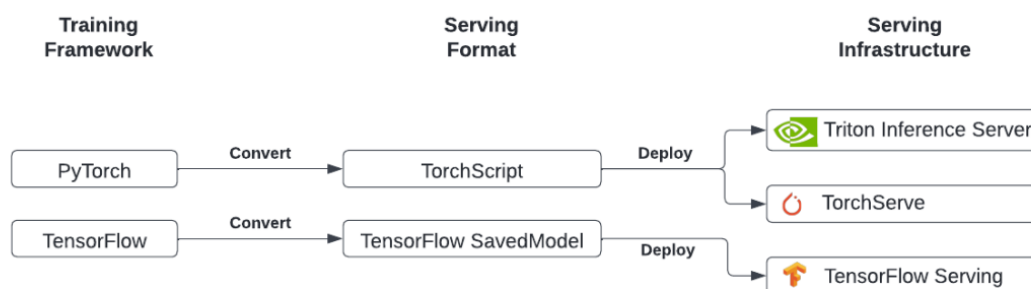 Training
Framework
Serving
Format
Serving
Infrastructure
Triton Inference Server
Convert
Deploy
PyTorch
TorchScript
TorchServe
Convert
TensorFlow
TensorFlow SavedModel
Deploy
TensorFlow Serving